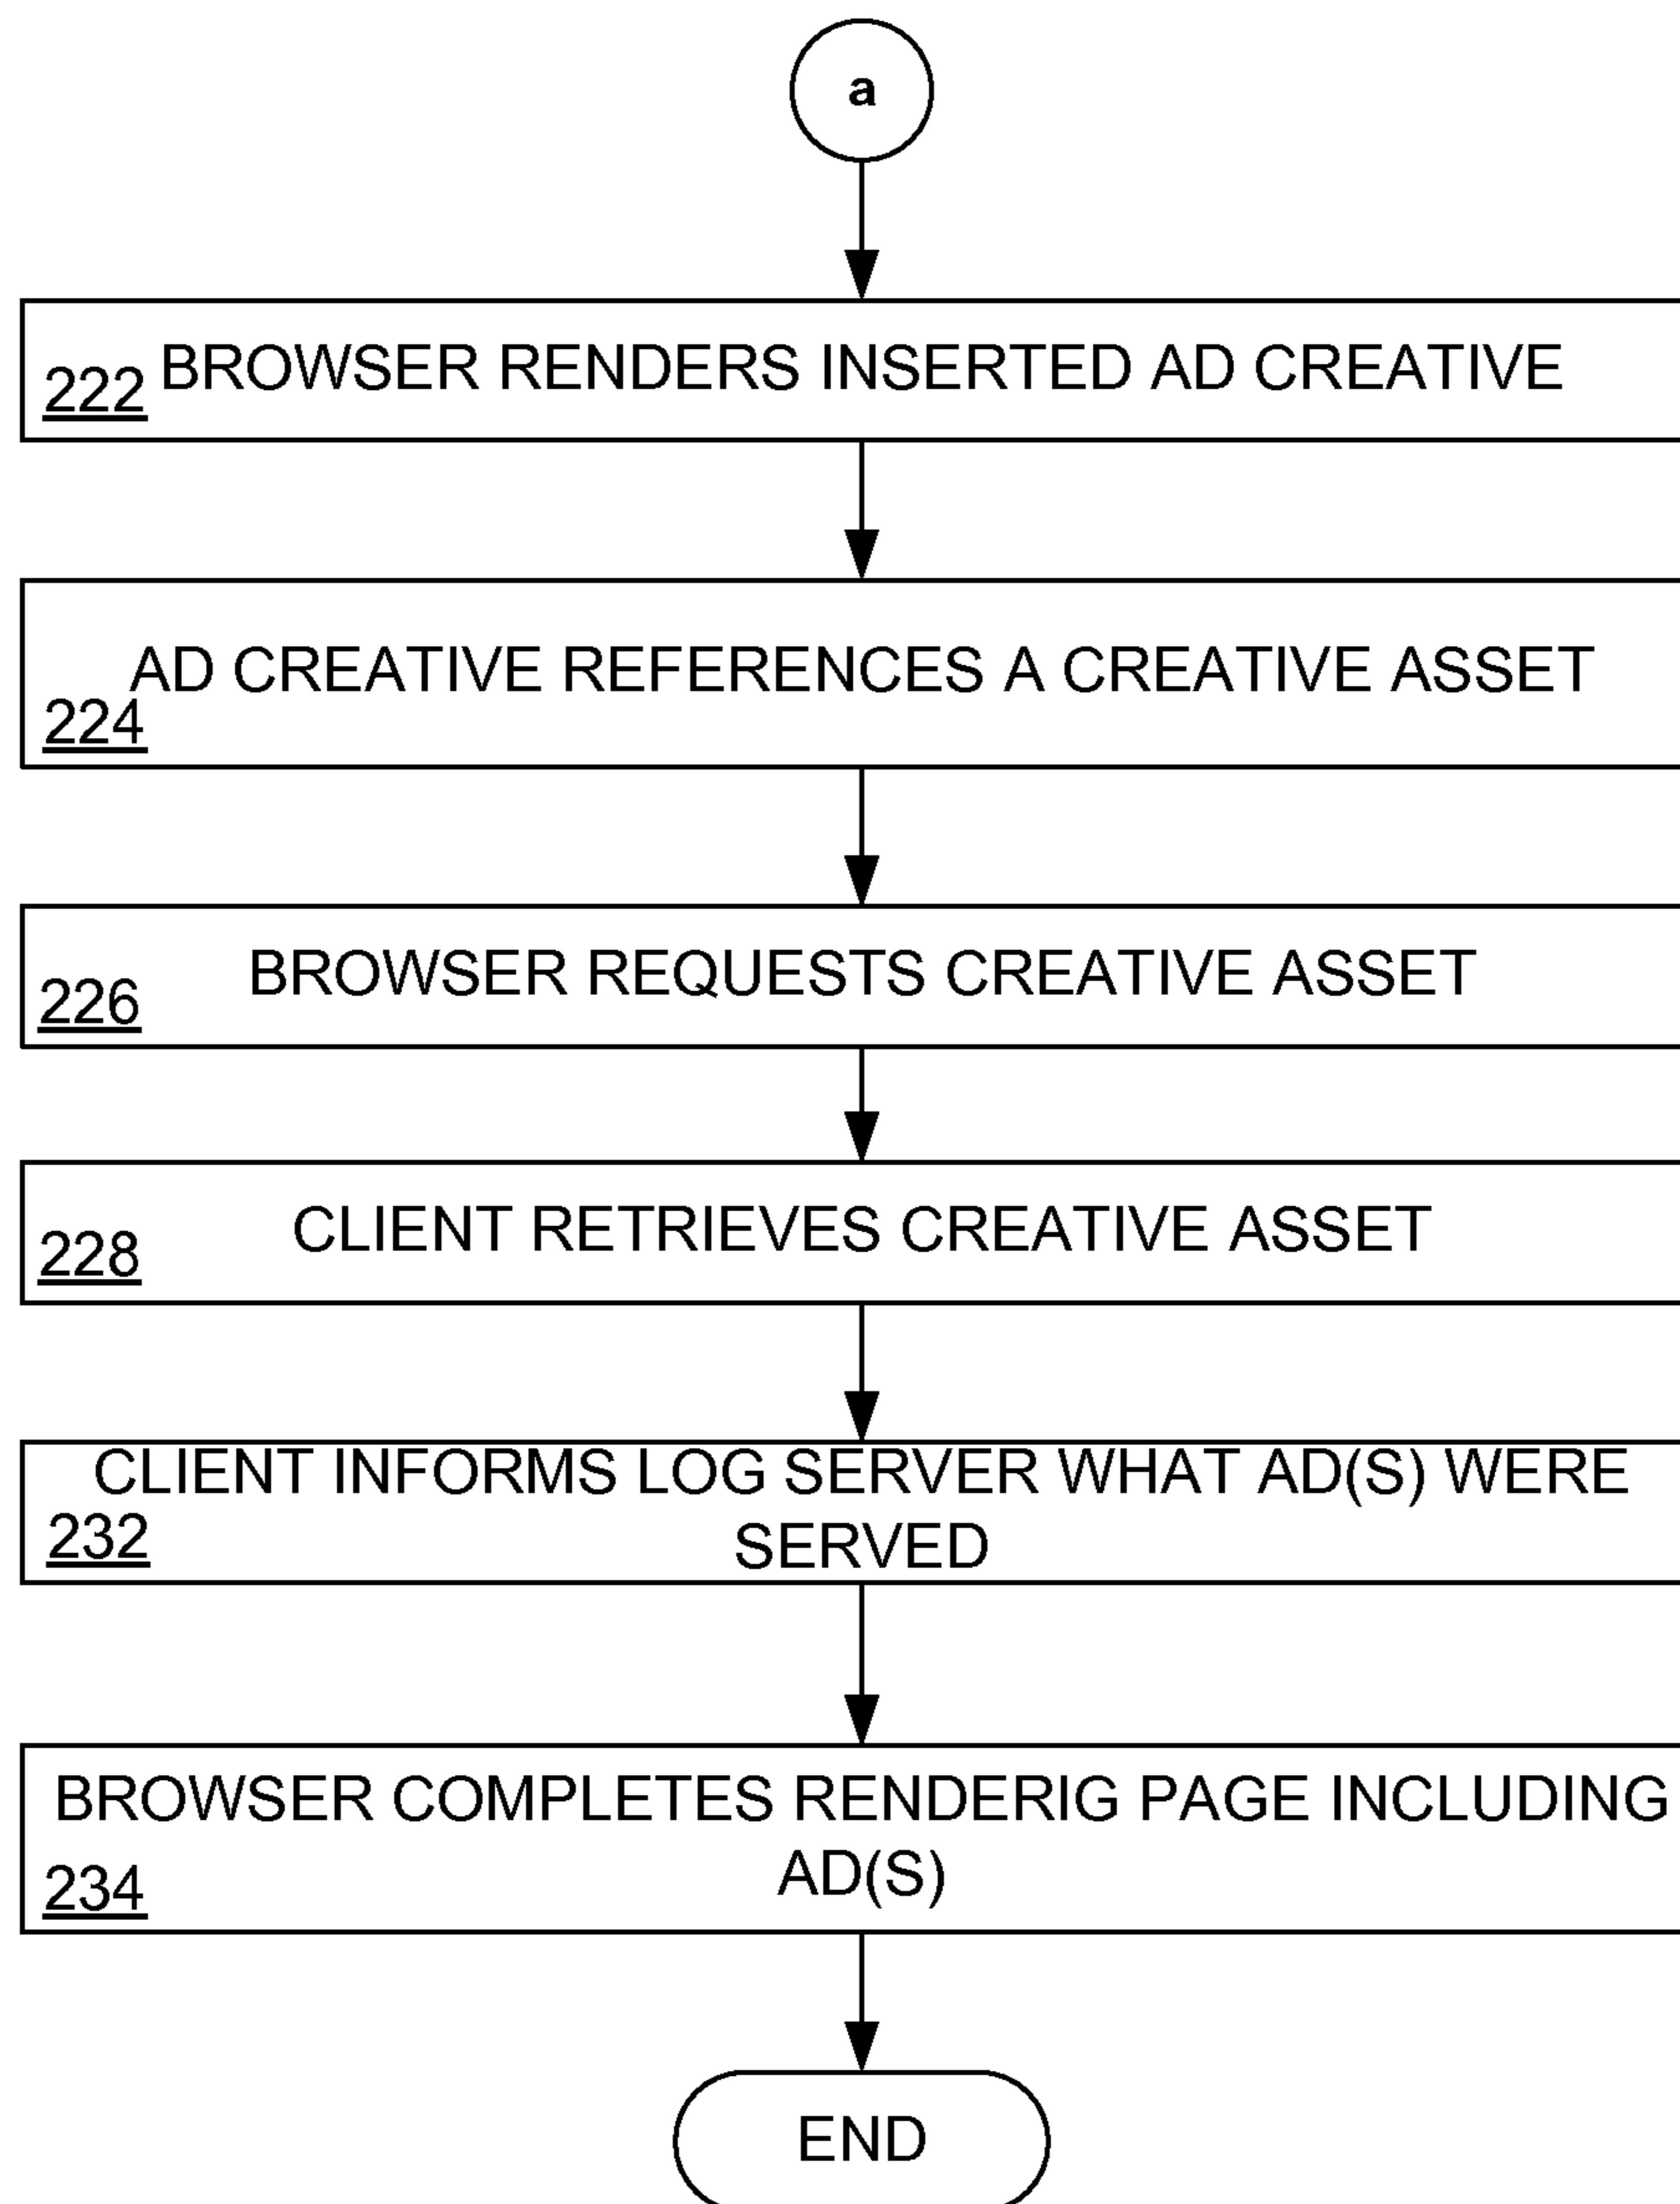 a
222 BROWSER RENDERS INSERTED AD CREATIVE
AD CREATIVE REFERENCES A CREATIVE ASSET
224
BROWSER REQUESTS CREATIVE ASSET
226
CLIENT RETRIEVES CREATIVE ASSET
228
CLIENT INFORMS LOG SERVER WHAT AD(S) WERE
232
SERVED
BROWSER COMPLETES RENDERIG PAGE INCLUDING
AD(S)
234
END